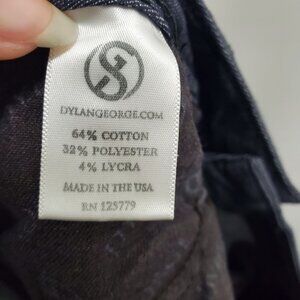 DYLANGEORGE.COM
64% COTTON
32% POLYESTER
4% LYCRA
MADE IN THE USA
RN 125779